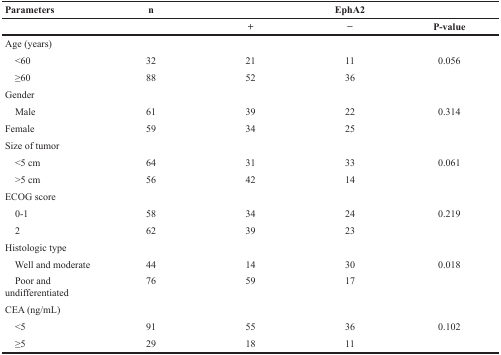 Parameters n EphA2
+ − P-value
Age (years)
<60 32 21 11 0.056
≥60 88 52 36
Gender
Male 61 39 22 0.314
Female 59 34 25
Size of tumor
<5 cm 64 31 33 0.061
>5 cm 56 42 14
ECOG score
0-1 58 34 24 0.219
2 62 39 23
Histologic type
Well and moderate 44 14 30 0.018
Poor and 76 59 17
undifferentiated
CEA (ng/mL)
<5 91 55 36 0.102
≥5 29 18 11